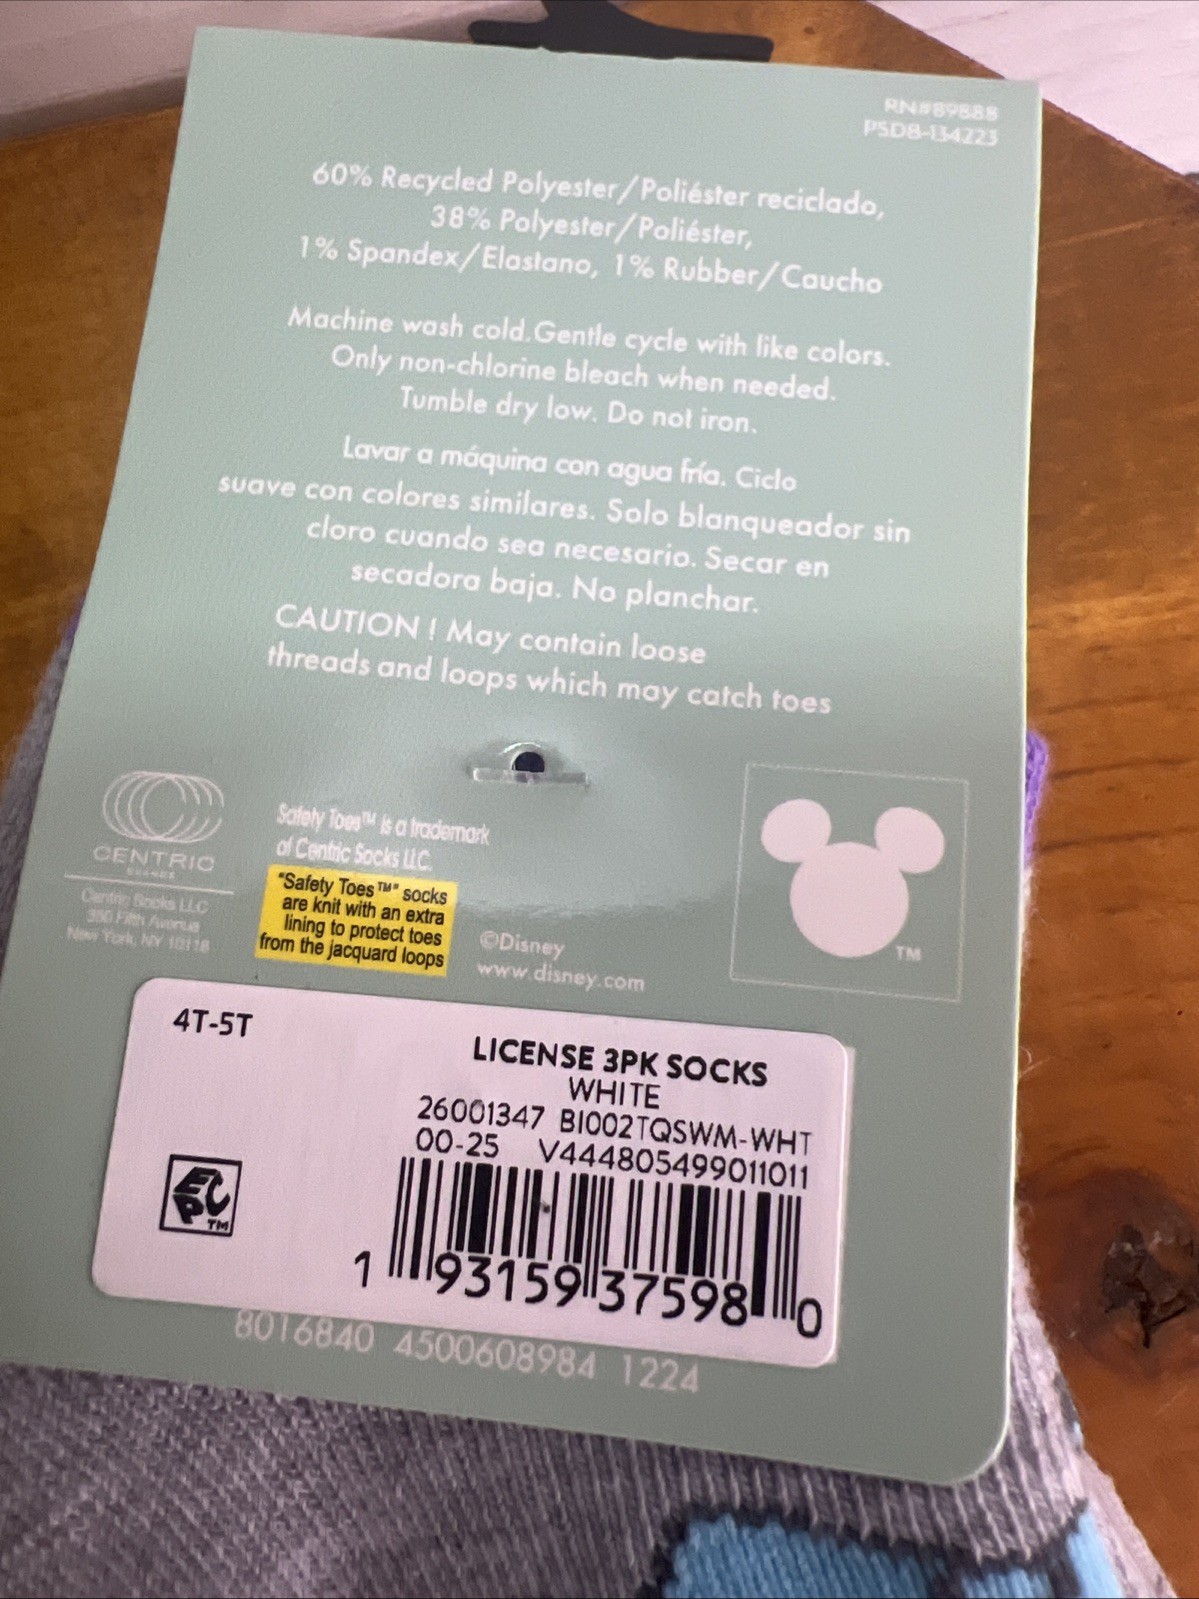 RN#89888
PSD8-134223
60% Recycled Polyester/Poliéster reciclado,
38% Polyester/Poliéster,
1% Spandex/Elastano, 1% Rubber/Caucho
Machine wash cold.Gentle cycle with like colors.
Only non-chlorine bleach when needed.
Tumble dry low. Do not iron.
Lavar a máquina con agua fría. Ciclo
suave con colores similares. Solo blanqueador sin
cloro cuando sea necesario. Secar en
secadora baja. No planchar.
CAUTION ! May contain loose
threads and loops which may catch toes
CENTRIC
BRANDS
Centric Socks LLC
350 Fifth Avenue
New York, NY 10118
Safety Toes™ is a trademark
of Centric Socks LLC.
"Safety Toes™" socks
are knit with an extra
lining to protect toes
from the jacquard loops
©Disney
www.disney.com
TM
4T-5T
LICENSE 3PK SOCKS
WHITE
26001347 BI002TQSWM-WHT
00-25 V444805499011011
EPC TM
1 93159 37598 0
8016840 4500608984 1224